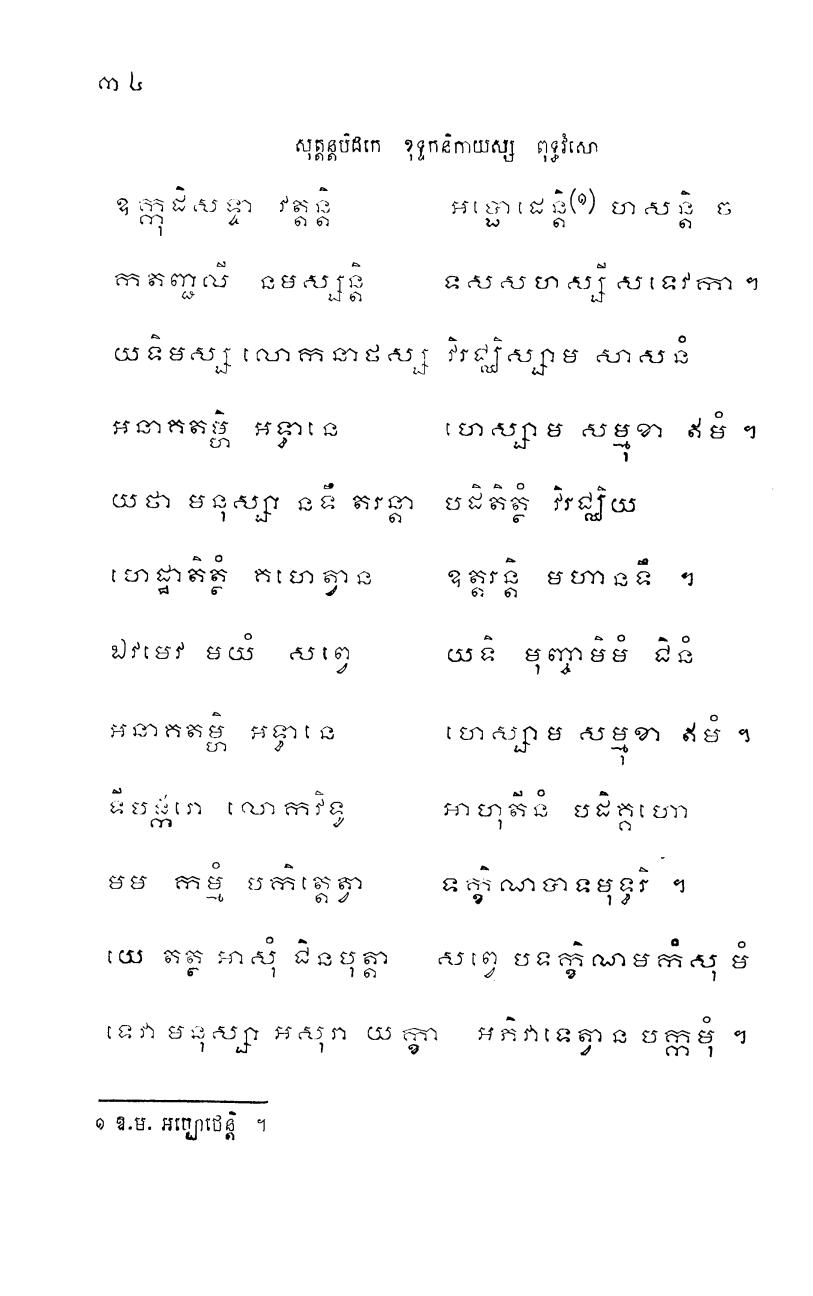 ៣៤
សុត្តន្តបិដកេ ខុទ្ទកនិកាយស្ស ពុទ្ធវំសោ
ឧក្កុដិសទ្ទា វត្តន្តិ អប្ផោដេន្តិ(១) ហសន្តិ ច
កតញ្ជលី នមស្សន្តិ ទសសហស្សី សទេវកា ។
យទិមស្ស លោកនាថស្ស វិរជ្ឈិស្សាម សាសនំ
អនាគតម្ហិ អទ្ធានេ ហេស្សាម សម្មុខា ឥមំ ។
យថា មនុស្សា នទឹ តរន្តា បដិតិត្ថំ វិរជ្ឈិយ
ហេដ្ឋាតិត្ថំ គហេត្វាន ឧត្តរន្តិ មហានទឹ ។
ឯវមេវ មយំ សព្វេ យទិ មុញ្ចាមិមំ ជិនំ
អនាគតម្ហិ អទ្ធានេ ហេស្សាម សម្មុខា ឥមំ ។
ទីបង្ករោ លោកវិទូ អាហុតីនំ បដិគ្គហោ
មម កម្មំ បកិត្តេត្វា ទក្ខិណបាទមុទ្ធរិ ។
យេ តត្ថ អាសុំ ជិនបុត្តា សព្វេ បទក្ខិណមកំសុ មំ
ទេវា មនុស្សា អសុរា យក្ខា អភិវាទេត្វាន បក្កមុំ ។
១ ឱ.ម. អប្ផោថេន្តិ ។